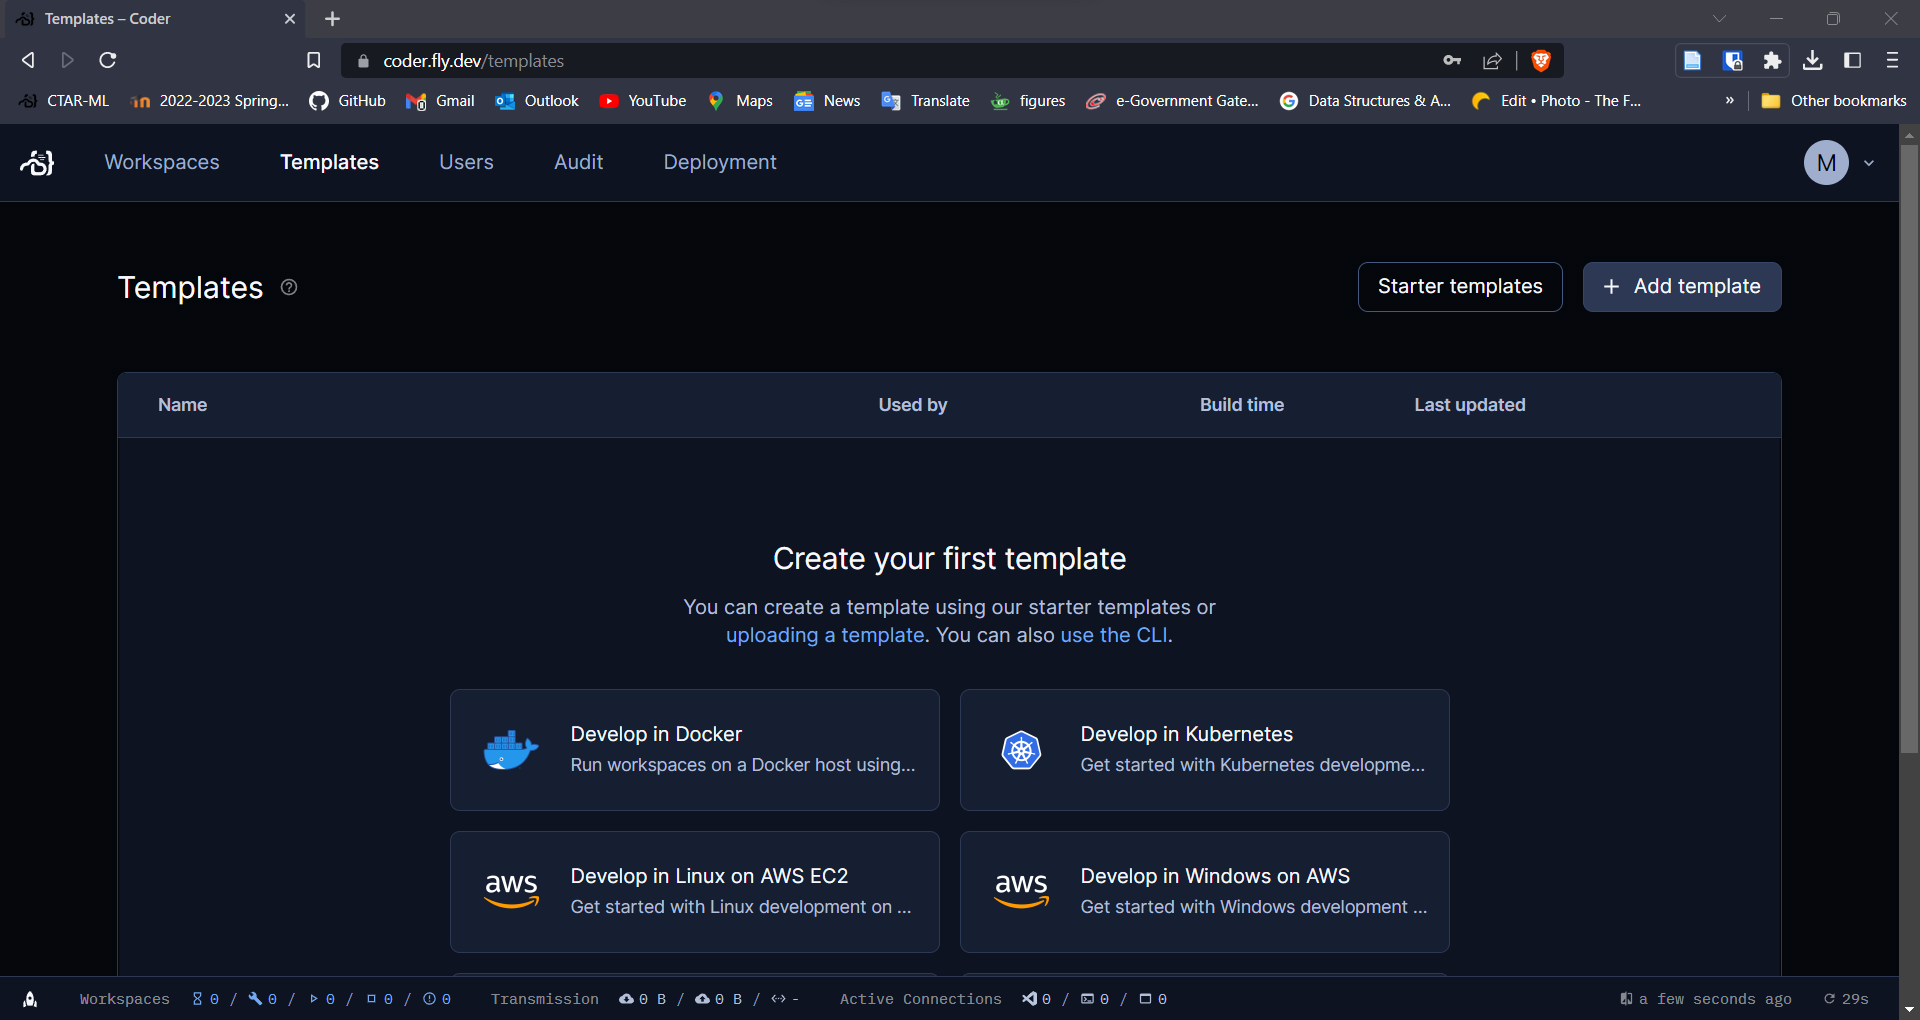 Templates – Coder
coder.fly.dev/templates
CTAR-ML 2022-2023 Spring... GitHub Gmail Outlook YouTube Maps News Translate figures e-Government Gate... Data Structures & A... Edit • Photo - The F... » Other bookmarks
Workspaces Templates Users Audit Deployment M
Templates
Starter templates + Add template
Name Used by Build time Last updated
Create your first template
You can create a template using our starter templates or
uploading a template. You can also use the CLI.
Develop in Docker
Run workspaces on a Docker host using...
Develop in Kubernetes
Get started with Kubernetes developme...
aws
Develop in Linux on AWS EC2
Get started with Linux development on ...
aws
Develop in Windows on AWS
Get started with Windows development ...
Workspaces 0 / 0 / 0 / 0 / 0 Transmission 0 B / 0 B / - Active Connections 0 / 0 / 0 a few seconds ago 29s